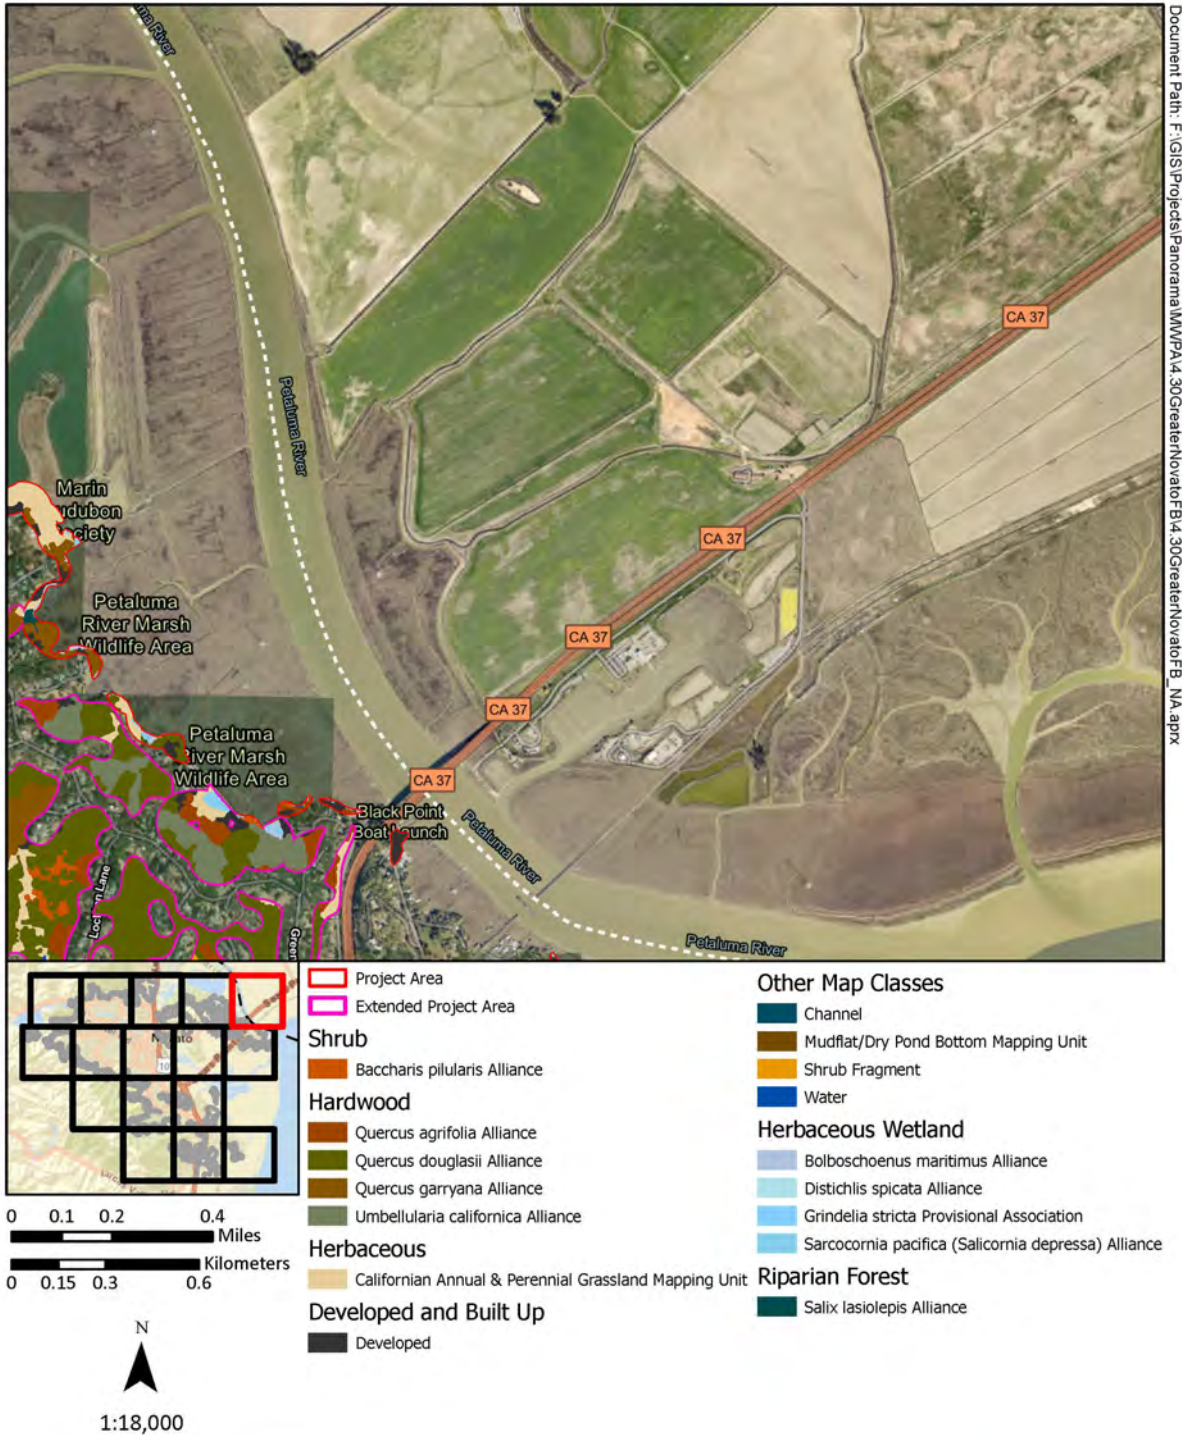 Petaluma River
Document Path: F:\GIS\Projects\Panorama\MWPA\4.30GreaterNovatoFB\4.30GreaterNovatoFB_NA.aprx
CA 37
Petaluma River
Marin
Audubon
Society
CA 37
Petaluma
River Marsh
Wildlife Area
CA 37
CA 37
Petaluma
River Marsh
Wildlife Area
CA 37
Black Point
Boat Launch
Petaluma River
Petaluma River
Project Area
Extended Project Area
Shrub
Baccharis pilularis Alliance
Hardwood
Quercus agrifolia Alliance
Quercus douglasii Alliance
Quercus garryana Alliance
Umbellularia californica Alliance
Herbaceous
Californian Annual & Perennial Grassland Mapping Unit
Developed and Built Up
Developed
Other Map Classes
Channel
Mudflat/Dry Pond Bottom Mapping Unit
Shrub Fragment
Water
Herbaceous Wetland
Bolboschoenus maritimus Alliance
Distichlis spicata Alliance
Grindelia stricta Provisional Association
Sarcocornia pacifica (Salicornia depressa) Alliance
Riparian Forest
Salix lasiolepis Alliance
0 0.1 0.2 0.4
Miles
Kilometers
0 0.15 0.3 0.6
N
1:18,000